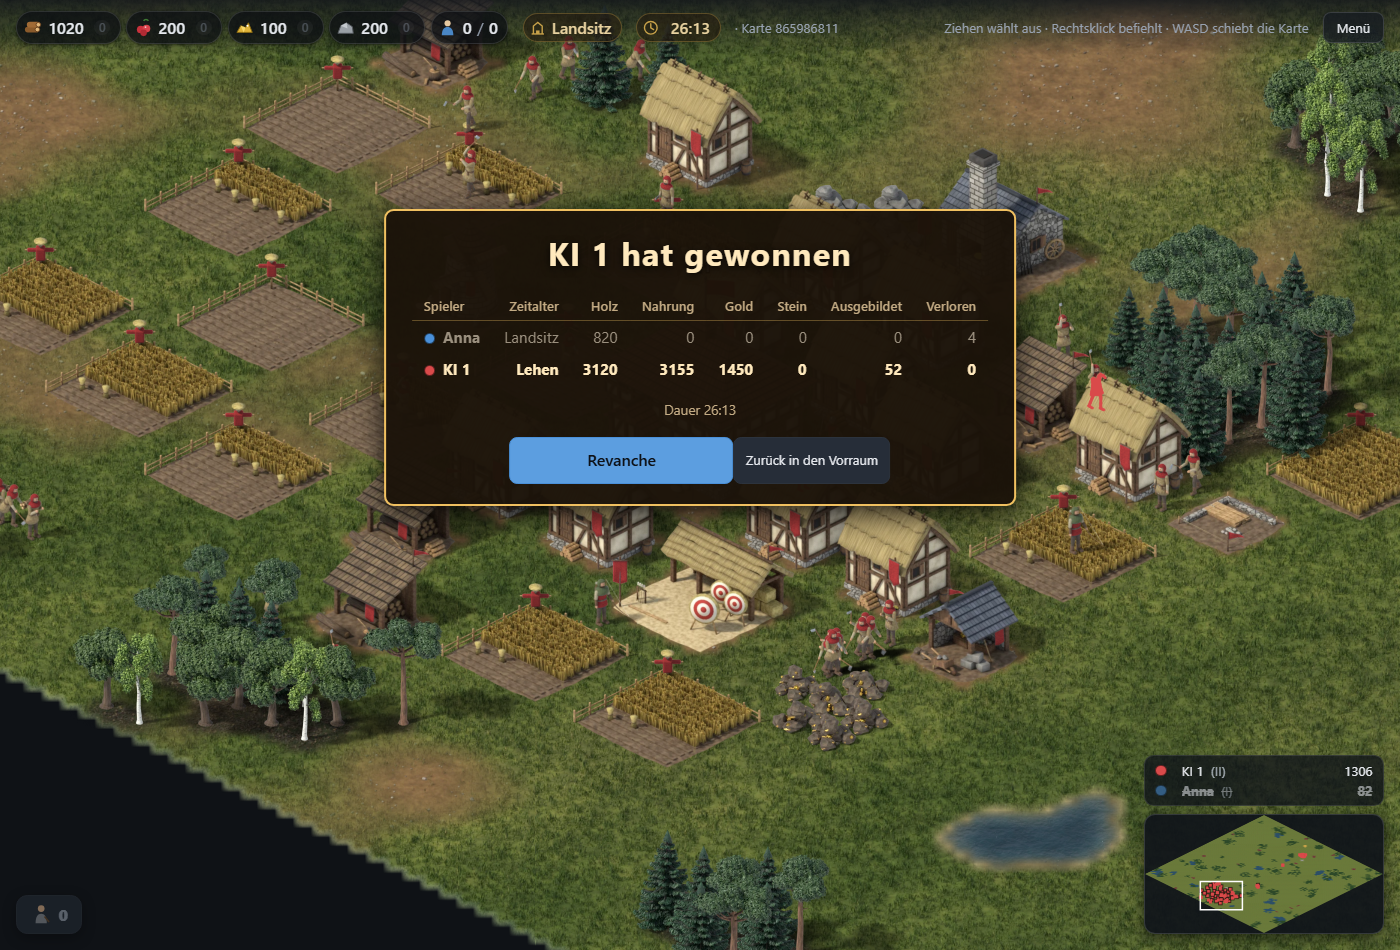 1020 0 200 0 100 0 200 0 0 / 0 Landsitz 26:13 · Karte 865986811 Ziehen wählt aus · Rechtsklick befiehlt · WASD schiebt die Karte Menü
KI 1 hat gewonnen
Spieler Zeitalter Holz Nahrung Gold Stein Ausgebildet Verloren
Anna Landsitz 820 0 0 0 0 4
KI 1 Lehen 3120 3155 1450 0 52 0
Dauer 26:13
Revanche Zurück in den Vorraum
KI 1 (II) 1306
Anna (I) 82
0